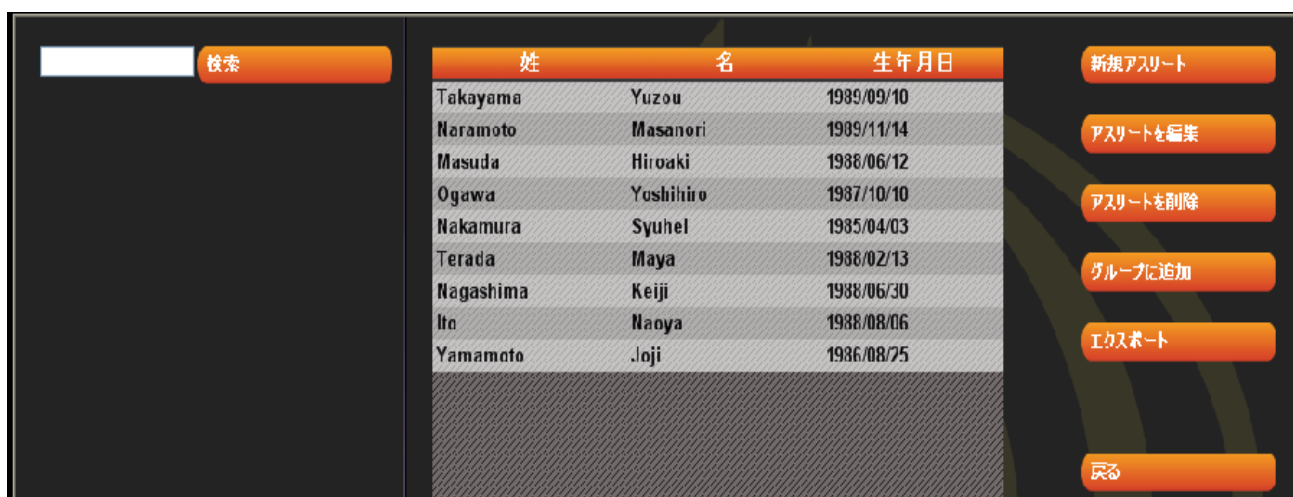 検索
姓 名 生年月日
Takayama Yuzou 1989/09/10
Naramoto Masanori 1989/11/14
Masuda Hiroaki 1988/06/12
Ogawa Yoshihiro 1987/10/10
Nakamura Syuhei 1985/04/03
Terada Maya 1988/02/13
Nagashima Keiji 1988/06/30
Ito Naoya 1988/08/06
Yamamoto Joji 1986/08/25
新規アスリート
アスリートを編集
アスリートを削除
グループに追加
エクスポート
戻る